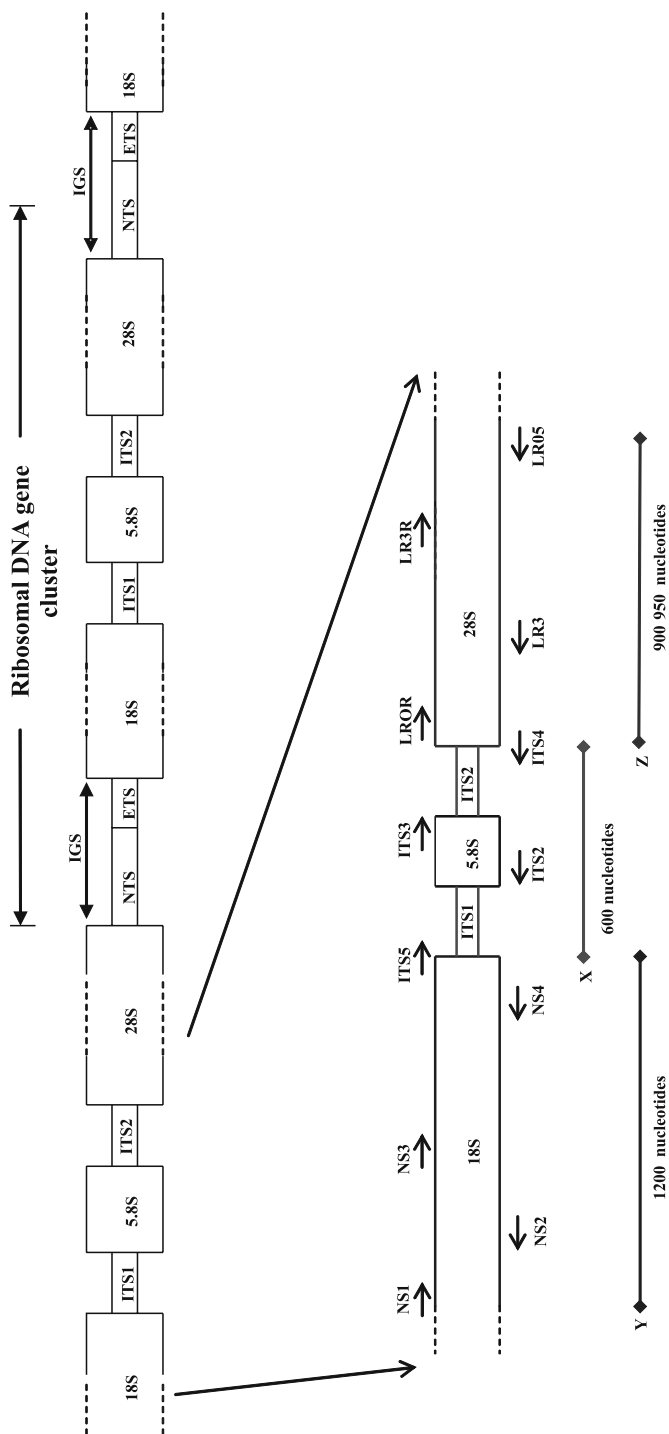 Ribosomal DNA gene
cluster
IGS
IGS
18S
ITS1
5.8S
ITS2
28S
NTS
ETS
18S
ITS1
5.8S
ITS2
28S
NTS
ETS
18S
NS1
NS3
ITS5
ITS3
LROR
LR3R
18S
ITS1
5.8S
ITS2
28S
NS2
NS4
ITS2
ITS4
LR3
LR05
X
600 nucleotides
Y
1200 nucleotides
Z
900 950 nucleotides